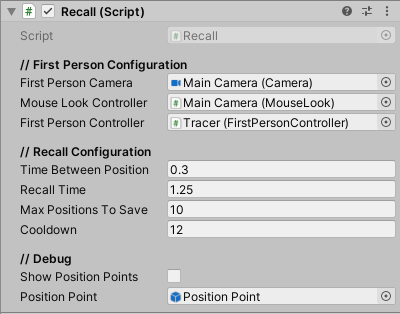 Recall (Script)
Script Recall
// First Person Configuration
First Person Camera Main Camera (Camera)
Mouse Look Controller Main Camera (MouseLook)
First Person Controller Tracer (FirstPersonController)
// Recall Configuration
Time Between Position 0.3
Recall Time 1.25
Max Positions To Save 10
Cooldown 12
// Debug
Show Position Points
Position Point Position Point